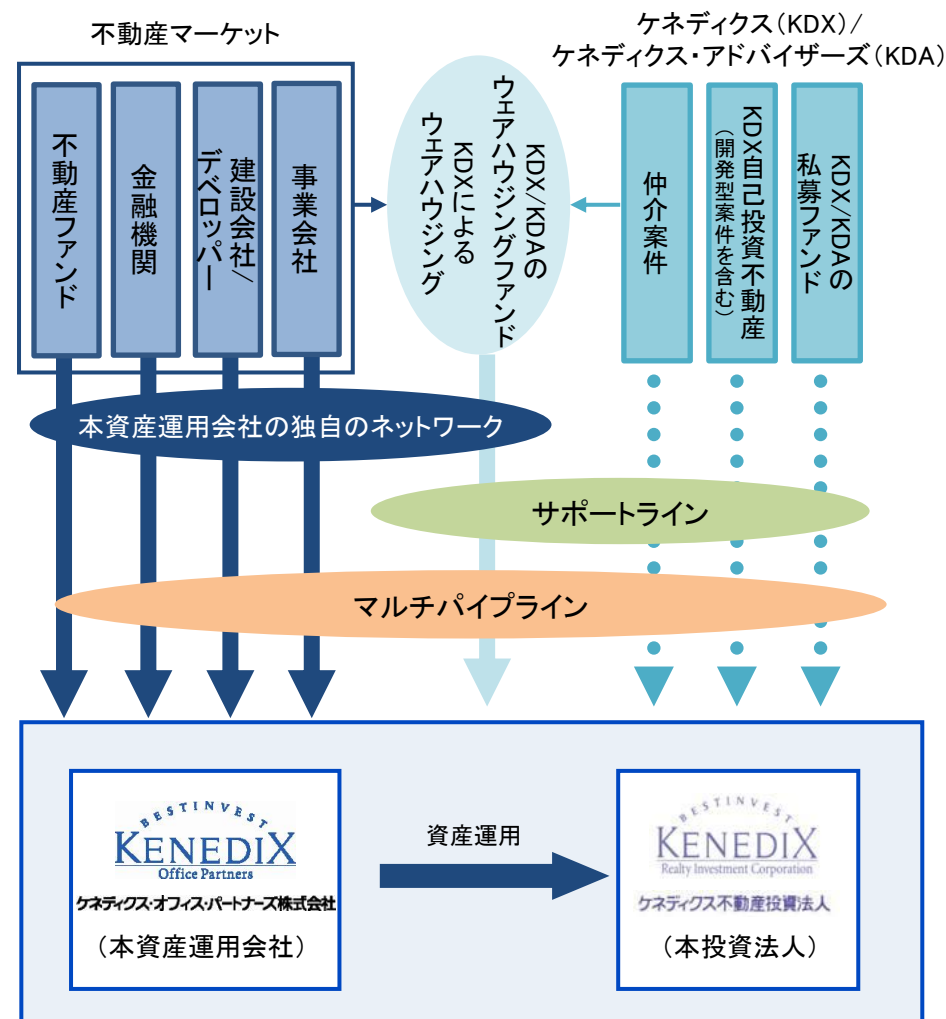 不動産マーケット
ケネディクス(KDX)/
ケネディクス・アドバイザーズ(KDA)
不動産ファンド
金融機関
建設会社/
デベロッパー
事業会社
KDX/KDAの
ウェアハウジングファンド
KDXによる
ウェアハウジング
仲介案件
KDX自己投資不動産
(開発型案件を含む)
KDX/KDAの
私募ファンド
本資産運用会社の独自のネットワーク
サポートライン
マルチパイプライン
BESTINVEST
KENEDIX
Office Partners
ケネディクス・オフィス・パートナーズ株式会社
(本資産運用会社)
資産運用
BESTINVEST
KENEDIX
Realty Investment Corporation
ケネディクス不動産投資法人
(本投資法人)